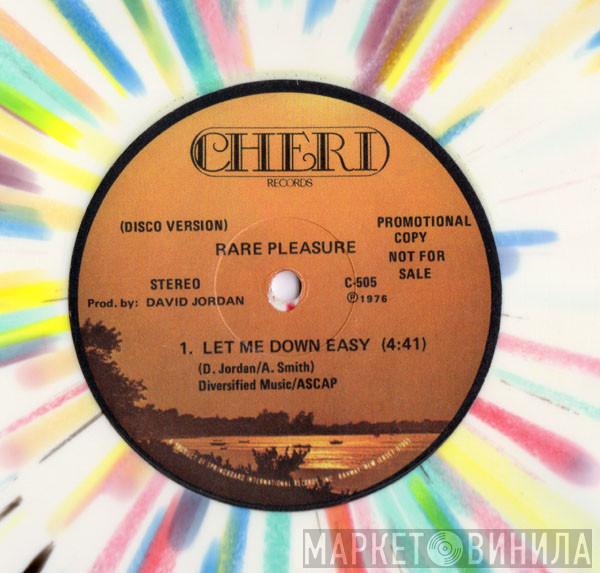 CHERI
RECORDS
(DISCO VERSION)
PROMOTIONAL
COPY
NOT FOR
SALE
RARE PLEASURE
STEREO
Prod. by: DAVID JORDAN
C-505
℗ 1976
1. LET ME DOWN EASY (4:41)
(D. Jordan/A. Smith)
Diversified Music/ASCAP
МАРКЕТ ВИНИЛА